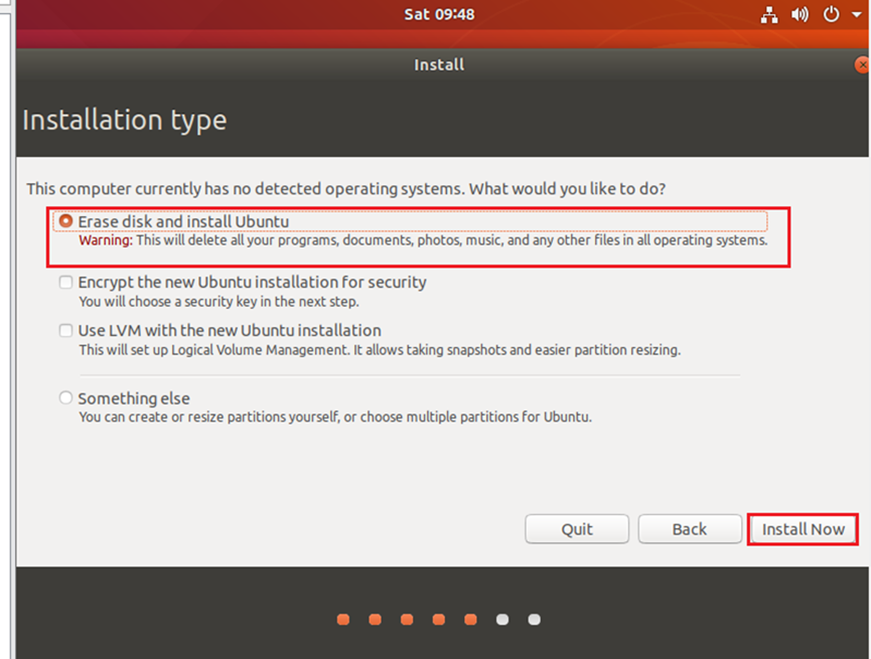 Sat 09:48
Install
Installation type
This computer currently has no detected operating systems. What would you like to do?
Erase disk and install Ubuntu
Warning: This will delete all your programs, documents, photos, music, and any other files in all operating systems.
Encrypt the new Ubuntu installation for security
You will choose a security key in the next step.
Use LVM with the new Ubuntu installation
This will set up Logical Volume Management. It allows taking snapshots and easier partition resizing.
Something else
You can create or resize partitions yourself, or choose multiple partitions for Ubuntu.
Quit Back Install Now